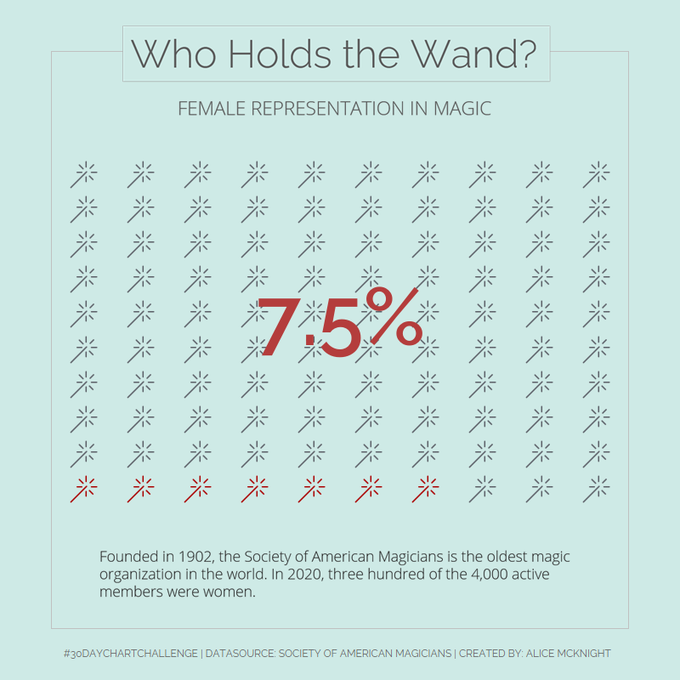 Who Holds the Wand?
FEMALE REPRESENTATION IN MAGIC
7.5%
Founded in 1902, the Society of American Magicians is the oldest magic
organization in the world. In 2020, three hundred of the 4,000 active
members were women.
#30DAYCHARTCHALLENGE | DATASOURCE: SOCIETY OF AMERICAN MAGICIANS | CREATED BY: ALICE MCKNIGHT